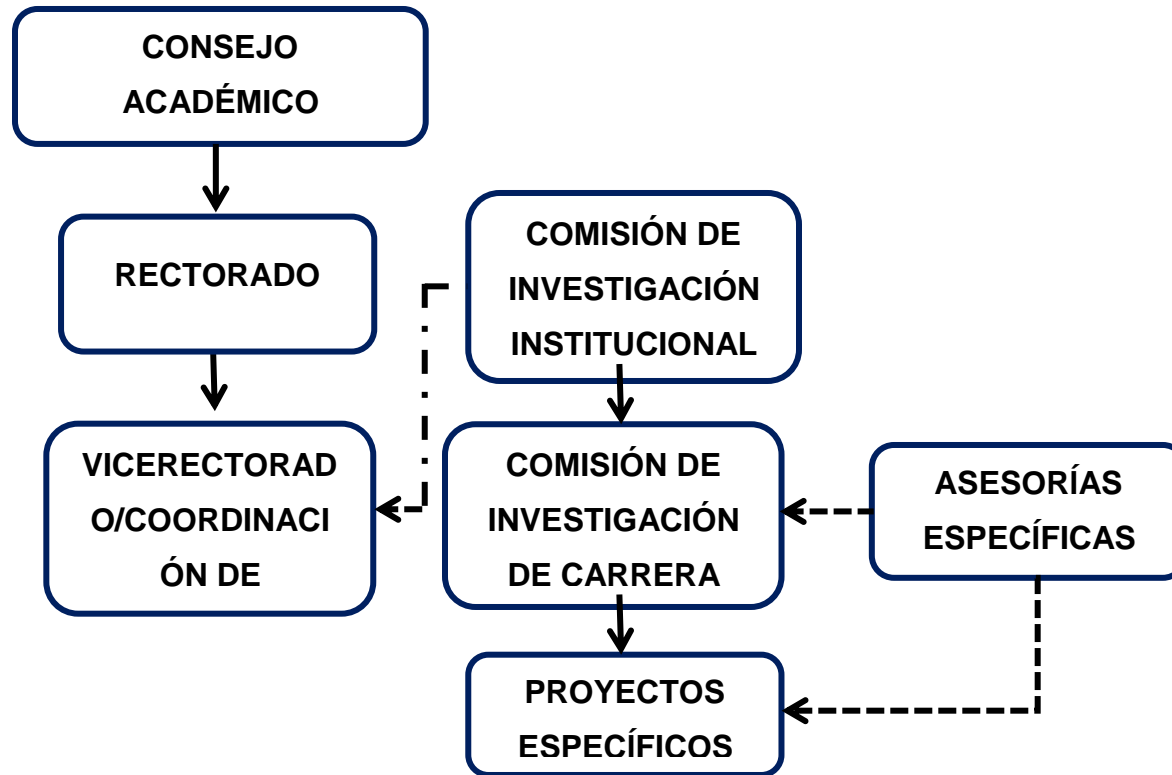 CONSEJO
ACADÉMICO
RECTORADO
COMISIÓN DE
INVESTIGACIÓN
INSTITUCIONAL
VICERECTORAD
O/COORDINACI
ÓN DE
COMISIÓN DE
INVESTIGACIÓN
DE CARRERA
ASESORÍAS
ESPECÍFICAS
PROYECTOS
ESPECÍFICOS